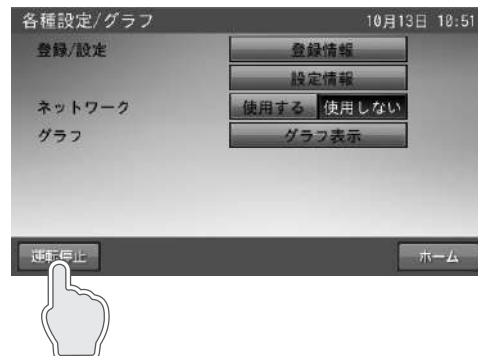 各種設定/グラフ 10月13日 10:51
登録/設定 登録情報
設定情報
ネットワーク 使用する 使用しない
グラフ グラフ表示
運転停止 ホーム